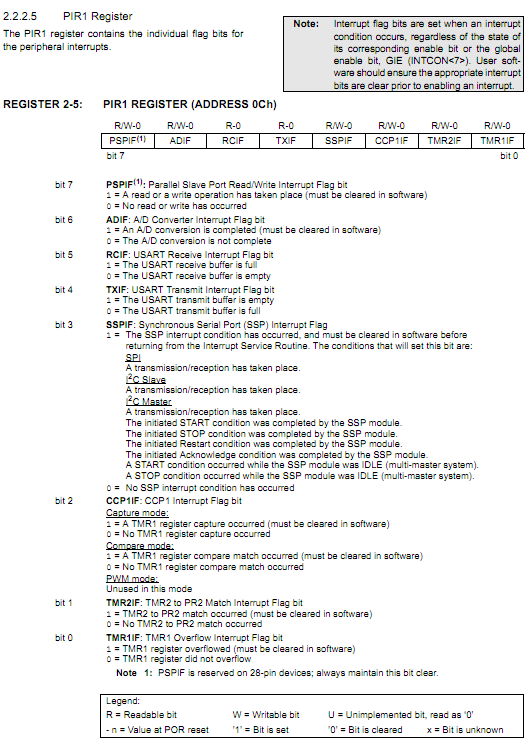 2.2.2.5 PIR1 Register
The PIR1 register contains the individual flag bits for
the peripheral interrupts.
Note: Interrupt flag bits are set when an interrupt
condition occurs, regardless of the state of
its corresponding enable bit or the global
enable bit, GIE (INTCON<7>). User soft-
ware should ensure the appropriate interrupt
bits are clear prior to enabling an interrupt.
REGISTER 2-5: PIR1 REGISTER (ADDRESS 0Ch)
R/W-0 R/W-0 R-0 R-0 R/W-0 R/W-0 R/W-0 R/W-0
PSPIF(1) ADIF RCIF TXIF SSPIF CCP1IF TMR2IF TMR1IF
bit 7 bit 0
bit 7 PSPIF(1): Parallel Slave Port Read/Write Interrupt Flag bit
1 = A read or a write operation has taken place (must be cleared in software)
0 = No read or write has occurred
bit 6 ADIF: A/D Converter Interrupt Flag bit
1 = An A/D conversion is completed (must be cleared in software)
0 = The A/D conversion is not complete
bit 5 RCIF: USART Receive Interrupt Flag bit
1 = The USART receive buffer is full
0 = The USART receive buffer is empty
bit 4 TXIF: USART Transmit Interrupt Flag bit
1 = The USART transmit buffer is empty
0 = The USART transmit buffer is full
bit 3 SSPIF: Synchronous Serial Port (SSP) Interrupt Flag
1 = The SSP interrupt condition has occurred, and must be cleared in software before
returning from the Interrupt Service Routine. The conditions that will set this bit are:
SPI
A transmission/reception has taken place.
I2C Slave
A transmission/reception has taken place.
I2C Master
A transmission/reception has taken place.
The initiated START condition was completed by the SSP module.
The initiated STOP condition was completed by the SSP module.
The initiated Restart condition was completed by the SSP module.
The initiated Acknowledge condition was completed by the SSP module.
A START condition occurred while the SSP module was IDLE (multi-master system).
A STOP condition occurred while the SSP module was IDLE (multi-master system).
0 = No SSP interrupt condition has occurred
bit 2 CCP1IF: CCP1 Interrupt Flag bit
Capture mode:
1 = A TMR1 register capture occurred (must be cleared in software)
0 = No TMR1 register capture occurred
Compare mode:
1 = A TMR1 register compare match occurred (must be cleared in software)
0 = No TMR1 register compare match occurred
PWM mode:
Unused in this mode
bit 1 TMR2IF: TMR2 to PR2 Match Interrupt Flag bit
1 = TMR2 to PR2 match occurred (must be cleared in software)
0 = No TMR2 to PR2 match occurred
bit 0 TMR1IF: TMR1 Overflow Interrupt Flag bit
1 = TMR1 register overflowed (must be cleared in software)
0 = TMR1 register did not overflow
Note 1: PSPIF is reserved on 28-pin devices; always maintain this bit clear.
Legend:
R = Readable bit W = Writable bit U = Unimplemented bit, read as '0'
- n = Value at POR reset '1' = Bit is set '0' = Bit is cleared x = Bit is unknown